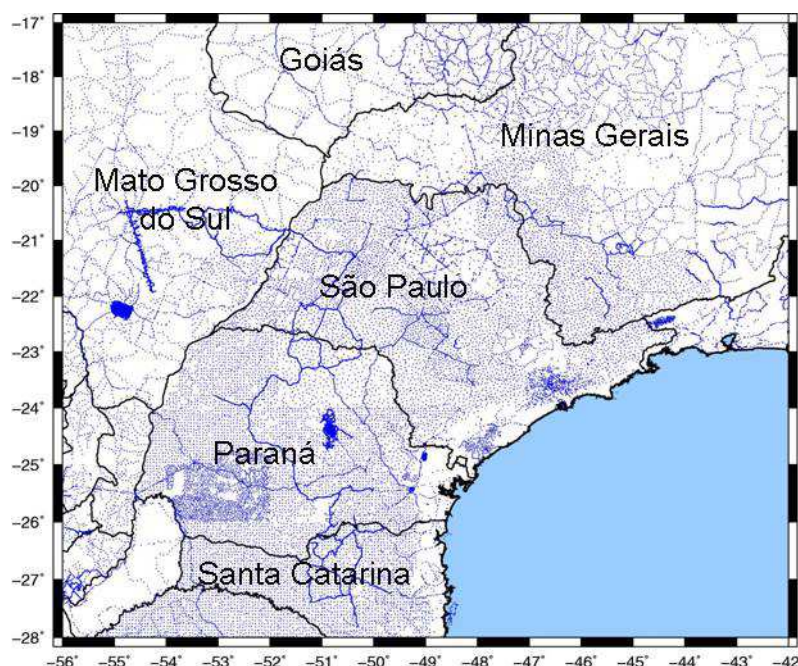 -17°
-18°
-19°
-20°
-21°
-22°
-23°
-24°
-25°
-26°
-27°
-28°
Goiás
Minas Gerais
Mato Grosso
do Sul
São Paulo
Paraná
Santa Catarina
-56° -55° -54° -53° -52° -51° -50° -49° -48° -47° -46° -45° -44° -43° -42°